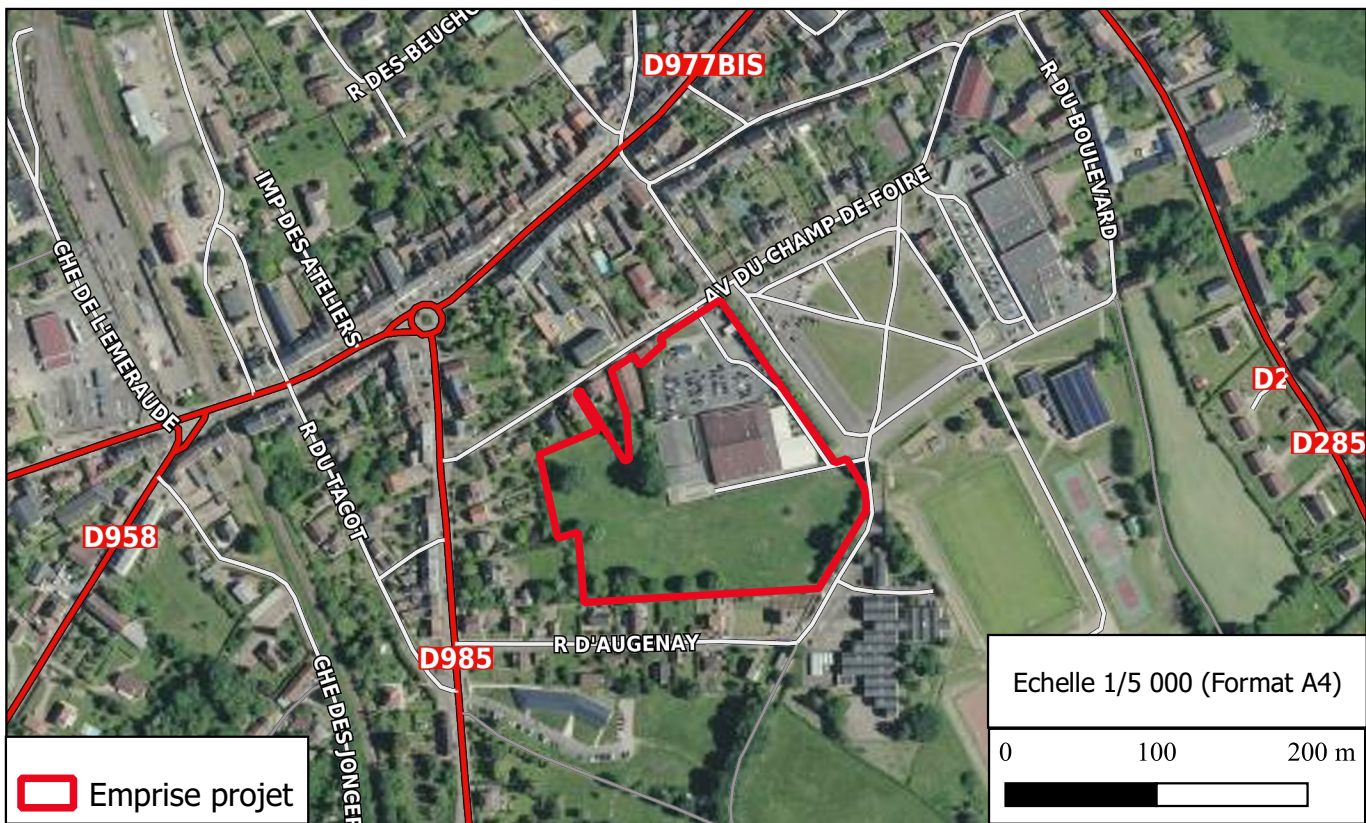 R DES BEUCHO
D977BIS
R DU BOULEVARD
IMP DES ATELIERS
AV DU CHAMP DE FOIRE
CHE DE L'EMERAUDE
D2
D285
R DU TACOT
D958
R D'AUGENAY
D985
CHE DES JONCER
Echelle 1/5 000 (Format A4)
0 100 200 m
Emprise projet